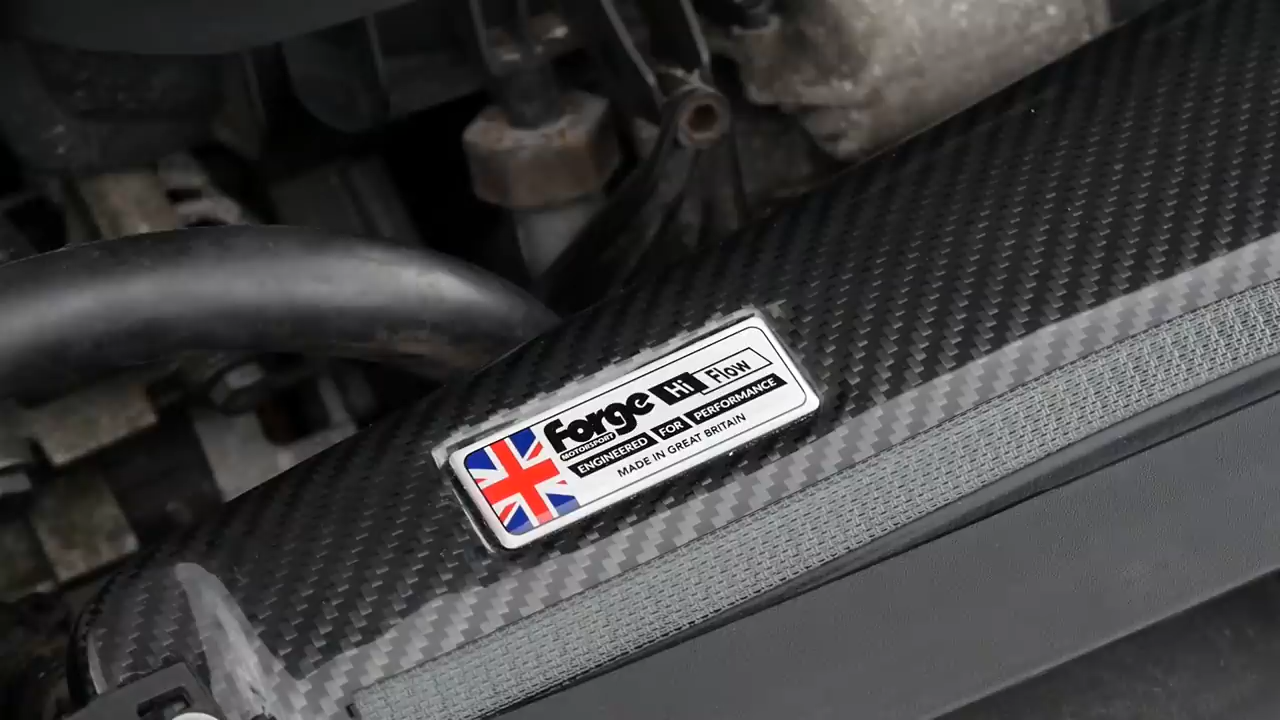 Forge Hi Flow
MOTORSPORT
ENGINEERED FOR PERFORMANCE
MADE IN GREAT BRITAIN